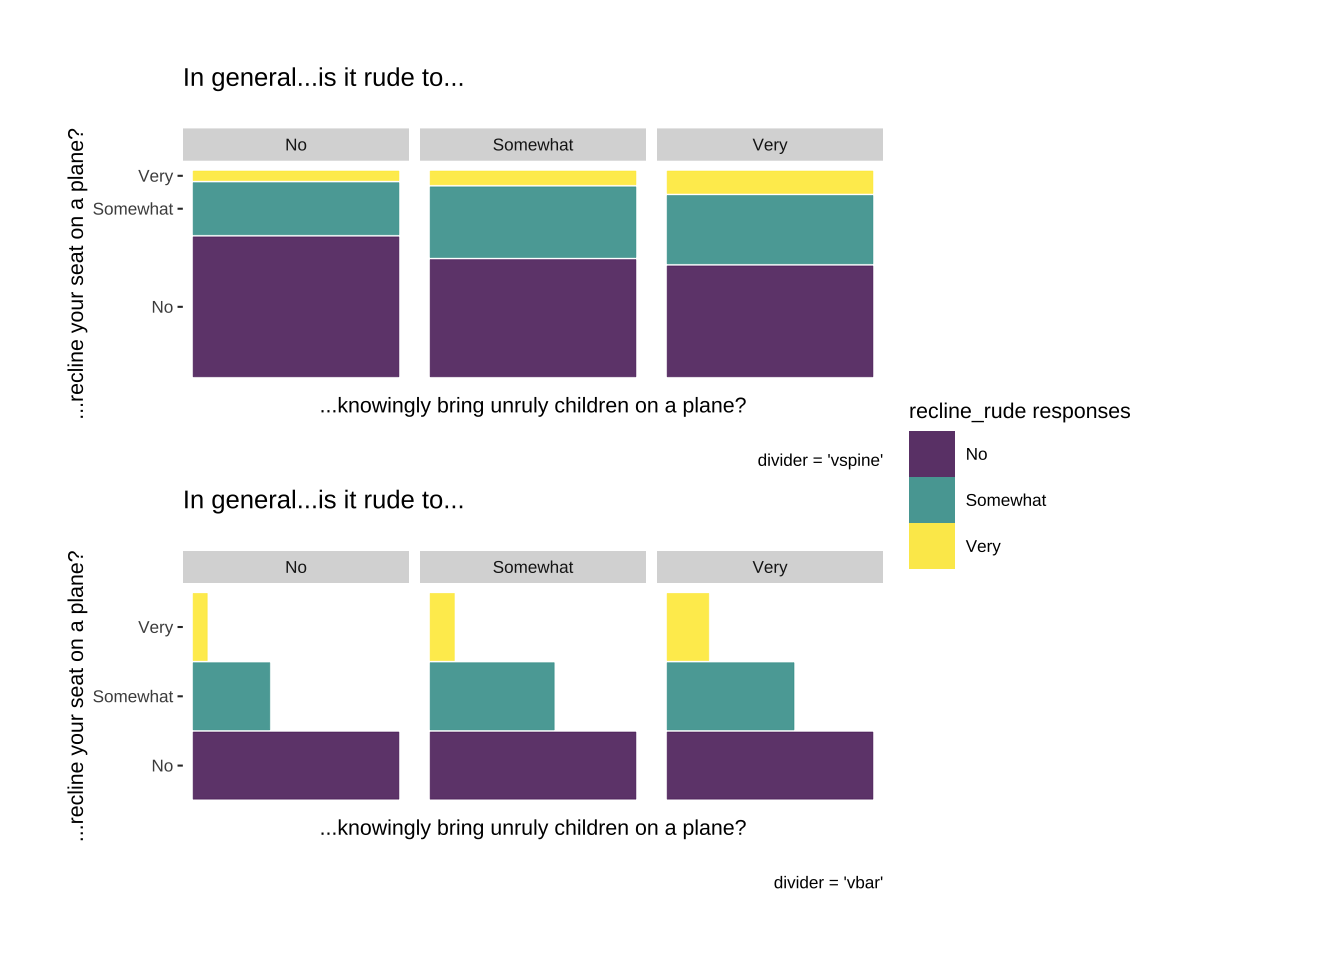 In general...is it rude to...
No
Somewhat
Very
...recline your seat on a plane?
Very
Somewhat
No
...knowingly bring unruly children on a plane?
divider = 'vspine'
recline_rude responses
No
Somewhat
Very
In general...is it rude to...
No
Somewhat
Very
...recline your seat on a plane?
Very
Somewhat
No
...knowingly bring unruly children on a plane?
divider = 'vbar'